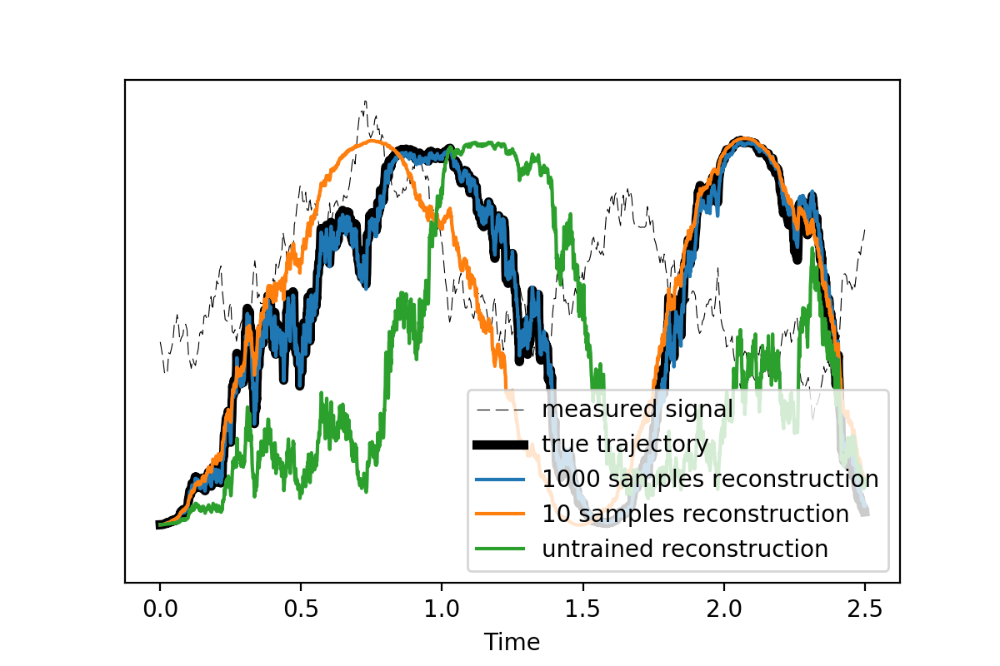 measured signal
true trajectory
1000 samples reconstruction
10 samples reconstruction
untrained reconstruction
0.0 0.5 1.0 1.5 2.0 2.5
Time